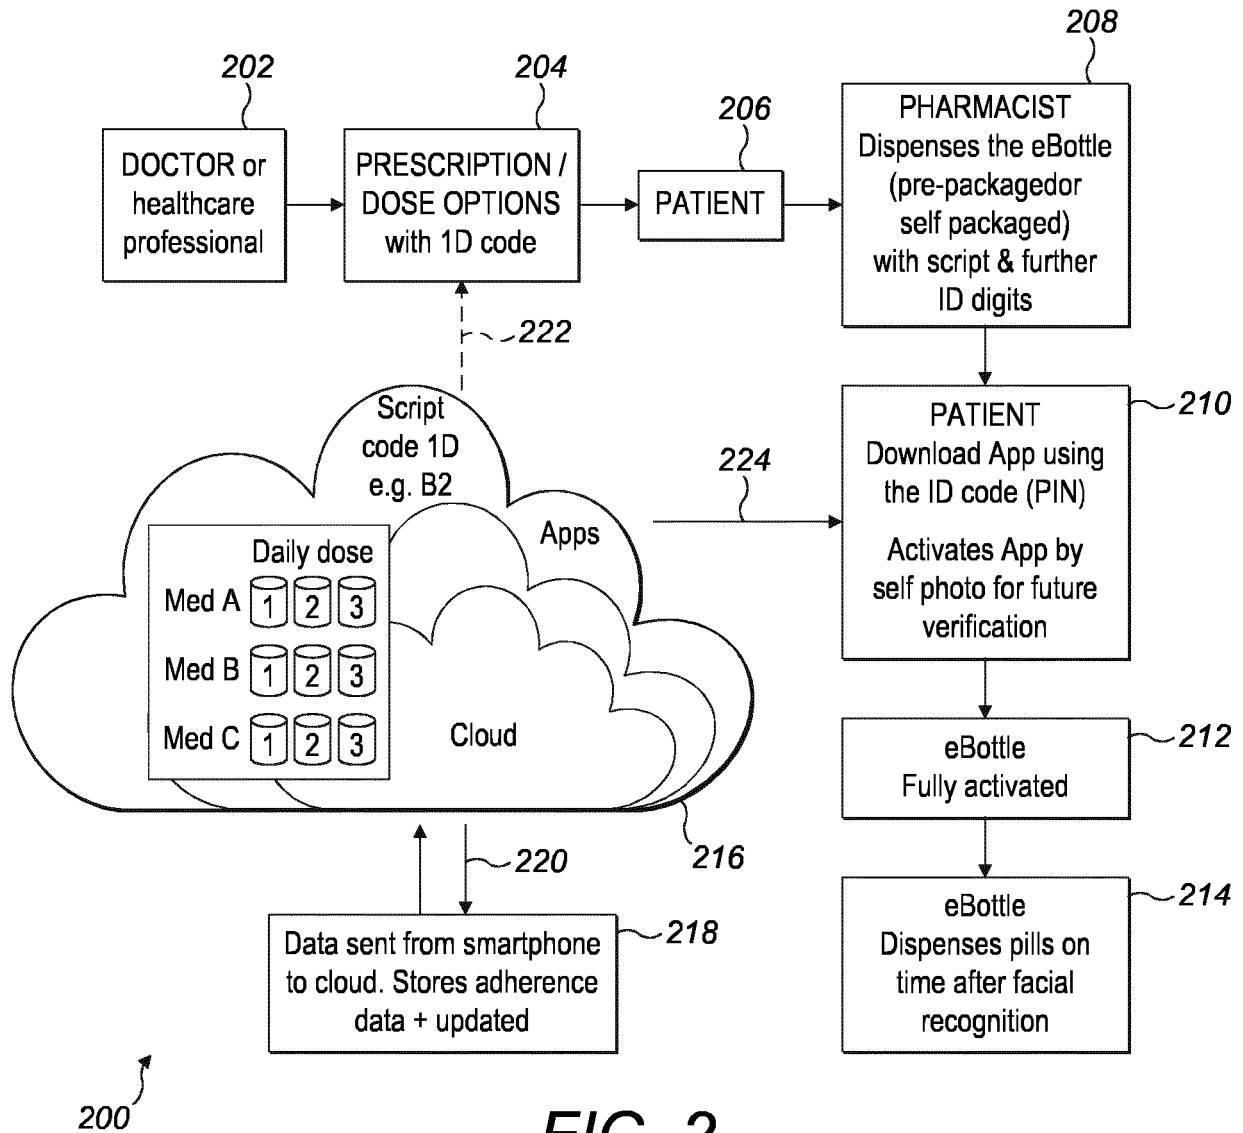 202
204
206
208
DOCTOR or
healthcare
professional
PRESCRIPTION /
DOSE OPTIONS
with 1D code
PATIENT
PHARMACIST
Dispenses the eBottle
(pre-packagedor
self packaged)
with script & further
ID digits
222
Script
code 1D
e.g. B2
Apps
224
PATIENT
Download App using
the ID code (PIN)
Activates App by
self photo for future
verification
210
Daily dose
Med A 1 2 3
Med B 1 2 3
Med C 1 2 3
Cloud
216
eBottle
Fully activated
212
220
Data sent from smartphone
to cloud. Stores adherence
data + updated
218
eBottle
Dispenses pills on
time after facial
recognition
214
200
FIG. 2